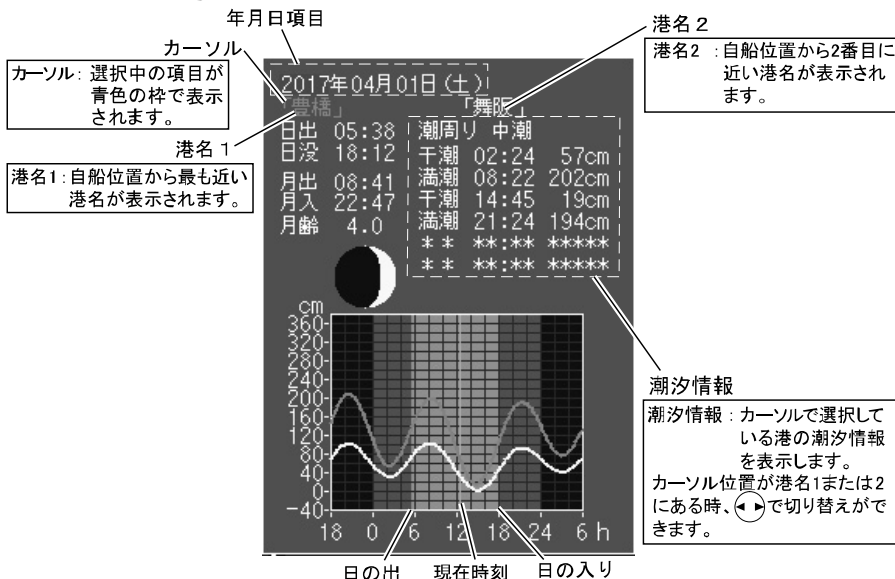 年月日項目
カーソル
カーソル：選択中の項目が
青色の枠で表示
されます。
港名１
港名1：自船位置から最も近い
港名が表示されます。
港名２
港名2 ：自船位置から2番目に
近い港名が表示され
ます。
2017年04月01日（土）
「豊橋」 「舞阪」
日出 05:38
日没 18:12
月出 08:41
月入 22:47
月齢 4.0
潮周り 中潮
干潮 02:24 57cm
満潮 08:22 202cm
干潮 14:45 19cm
満潮 21:24 194cm
** **:** *****
** **:** *****
cm
360
320
280
240
200
160
120
80
40
0
-40
18 0 6 12 18 24 6 h
日の出 現在時刻 日の入り
潮汐情報
潮汐情報：カーソルで選択して
いる港の潮汐情報
を表示します。
カーソル位置が港名1または2
にある時、◀ ▶で切り替えがで
きます。